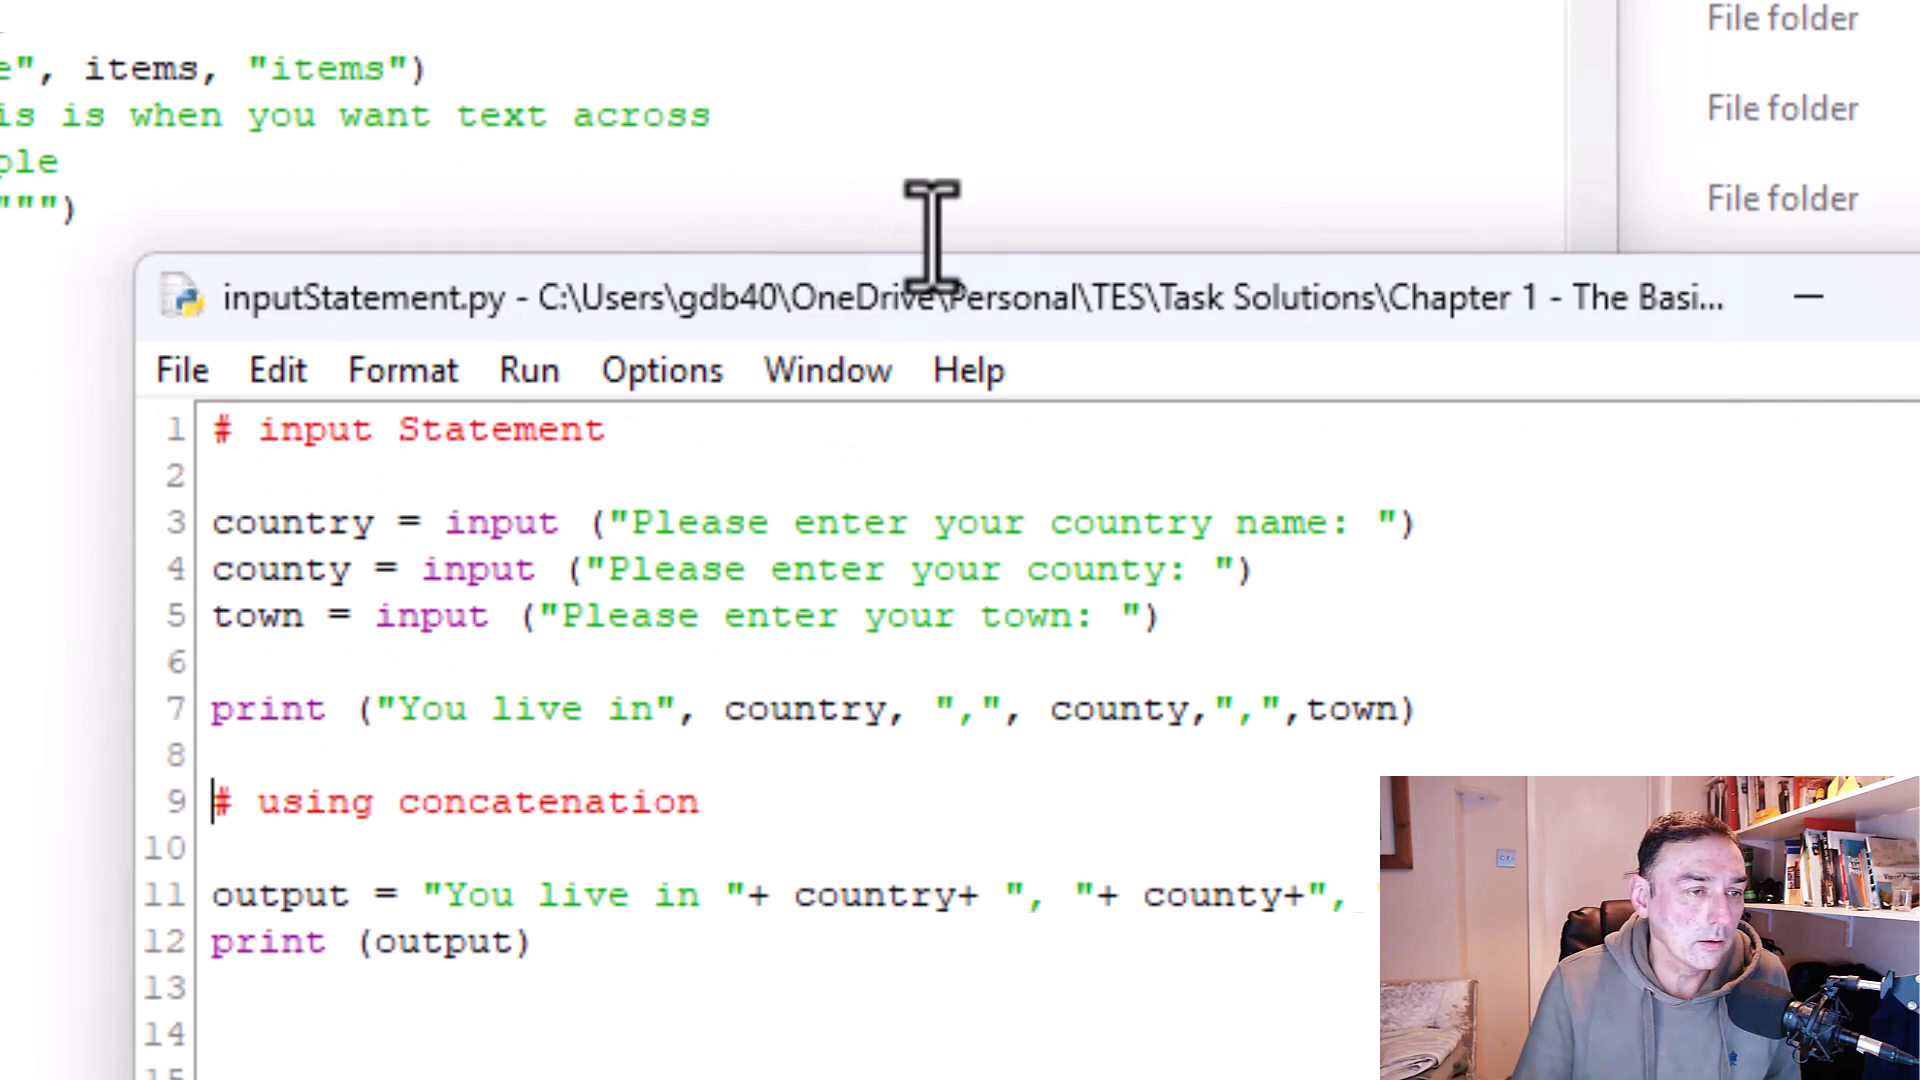 e", items, "items")
is is when you want text across
ple
""")
File folder
File folder
File folder
inputStatement.py - C:\Users\gdb40\OneDrive\Personal\TES\Task Solutions\Chapter 1 - The Basi...
File Edit Format Run Options Window Help
1 # input Statement
2
3 country = input ("Please enter your country name: ")
4 county = input ("Please enter your county: ")
5 town = input ("Please enter your town: ")
6
7 print ("You live in", country, ",", county,",",town)
8
9 # using concatenation
10
11 output = "You live in "+ country+ ", "+ county+",
12 print (output)
13
14
15